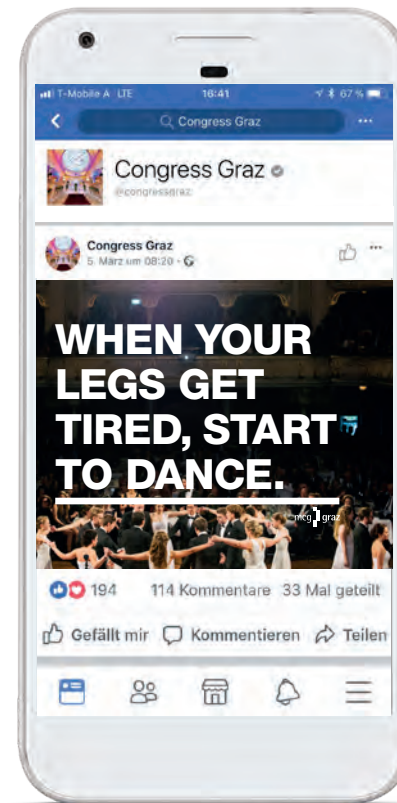 T-Mobile A LTE 16:41 67 %
Congress Graz
Congress Graz
@congressgraz
Congress Graz
5. März um 08:20 ·
WHEN YOUR
LEGS GET
TIRED, START
TO DANCE.
mcg graz
194 114 Kommentare 33 Mal geteilt
Gefällt mir Kommentieren Teilen